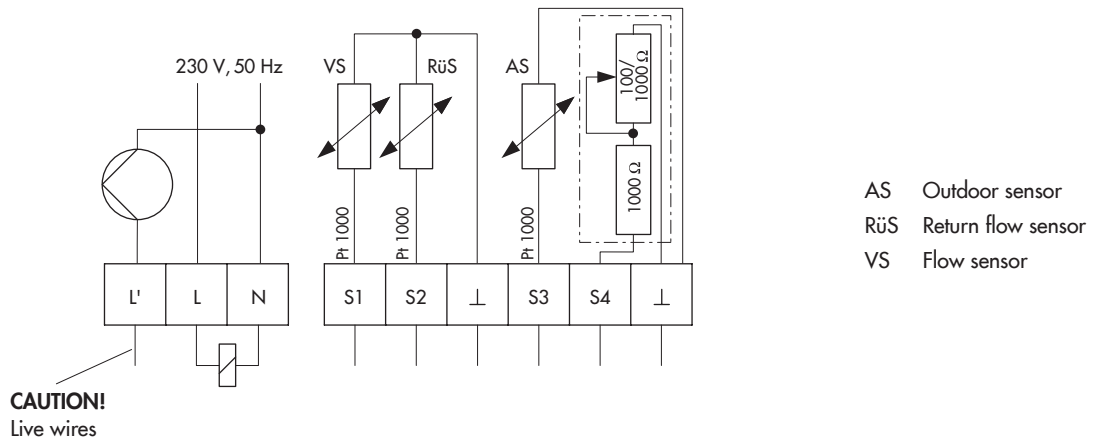 230 V, 50 Hz
VS
RüS
AS
100/
1000 Ω
1000 Ω
Pt 1000
Pt 1000
Pt 1000
L'
L
N
S1
S2
⊥
S3
S4
⊥
CAUTION!
Live wires
AS Outdoor sensor
RüS Return flow sensor
VS Flow sensor